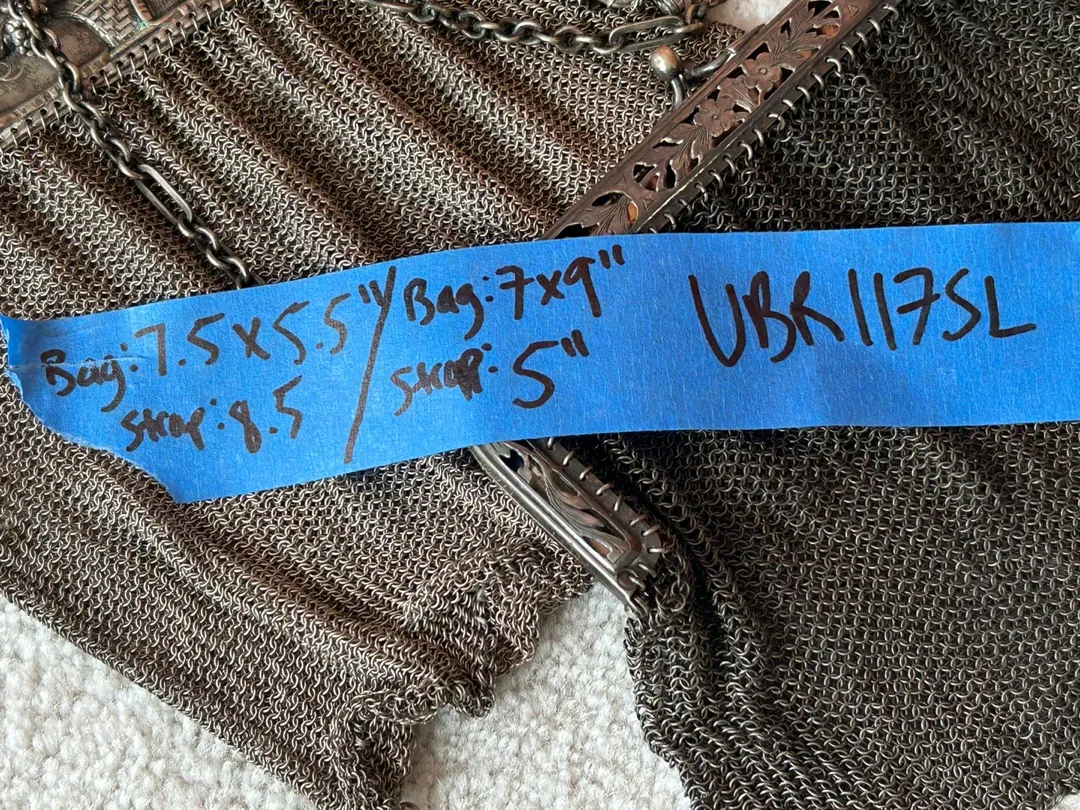 Bag: 7.5 x 5.5" / Bag: 7x9" UBR117SL
strap: 8.5 / strap: 5"